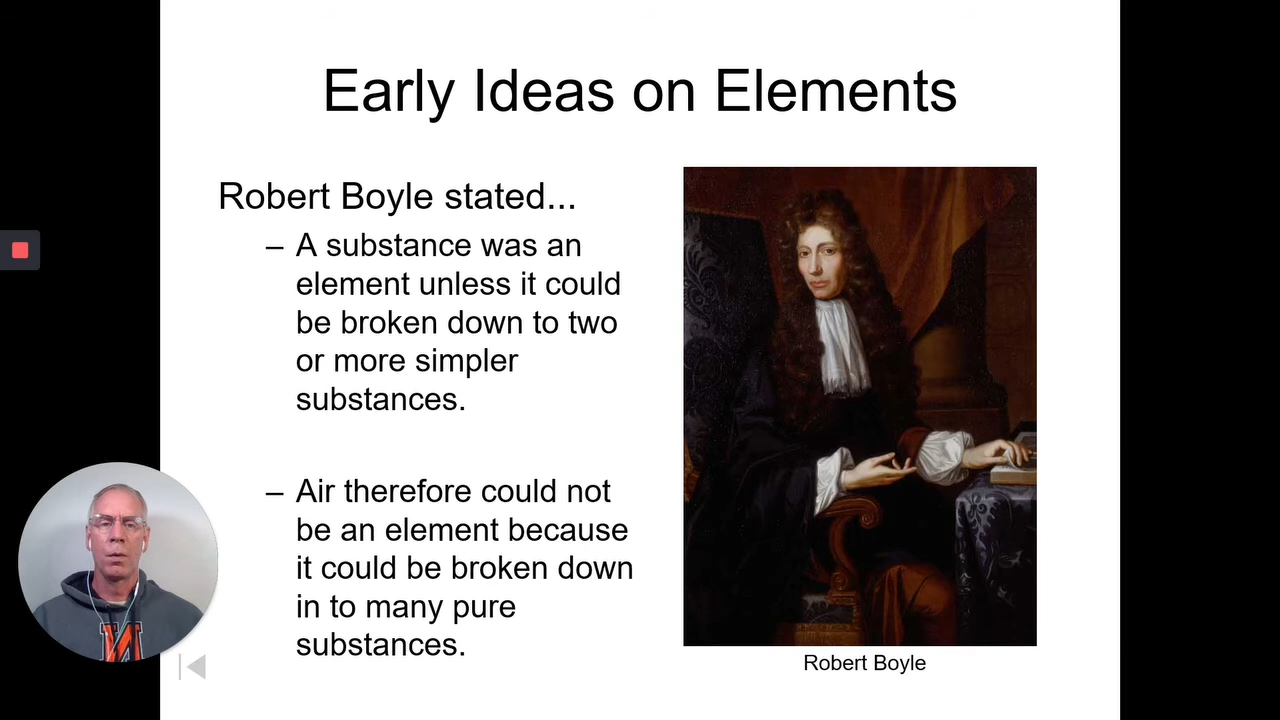 Early Ideas on Elements
Robert Boyle stated...
– A substance was an
element unless it could
be broken down to two
or more simpler
substances.
– Air therefore could not
be an element because
it could be broken down
in to many pure
substances.
Robert Boyle